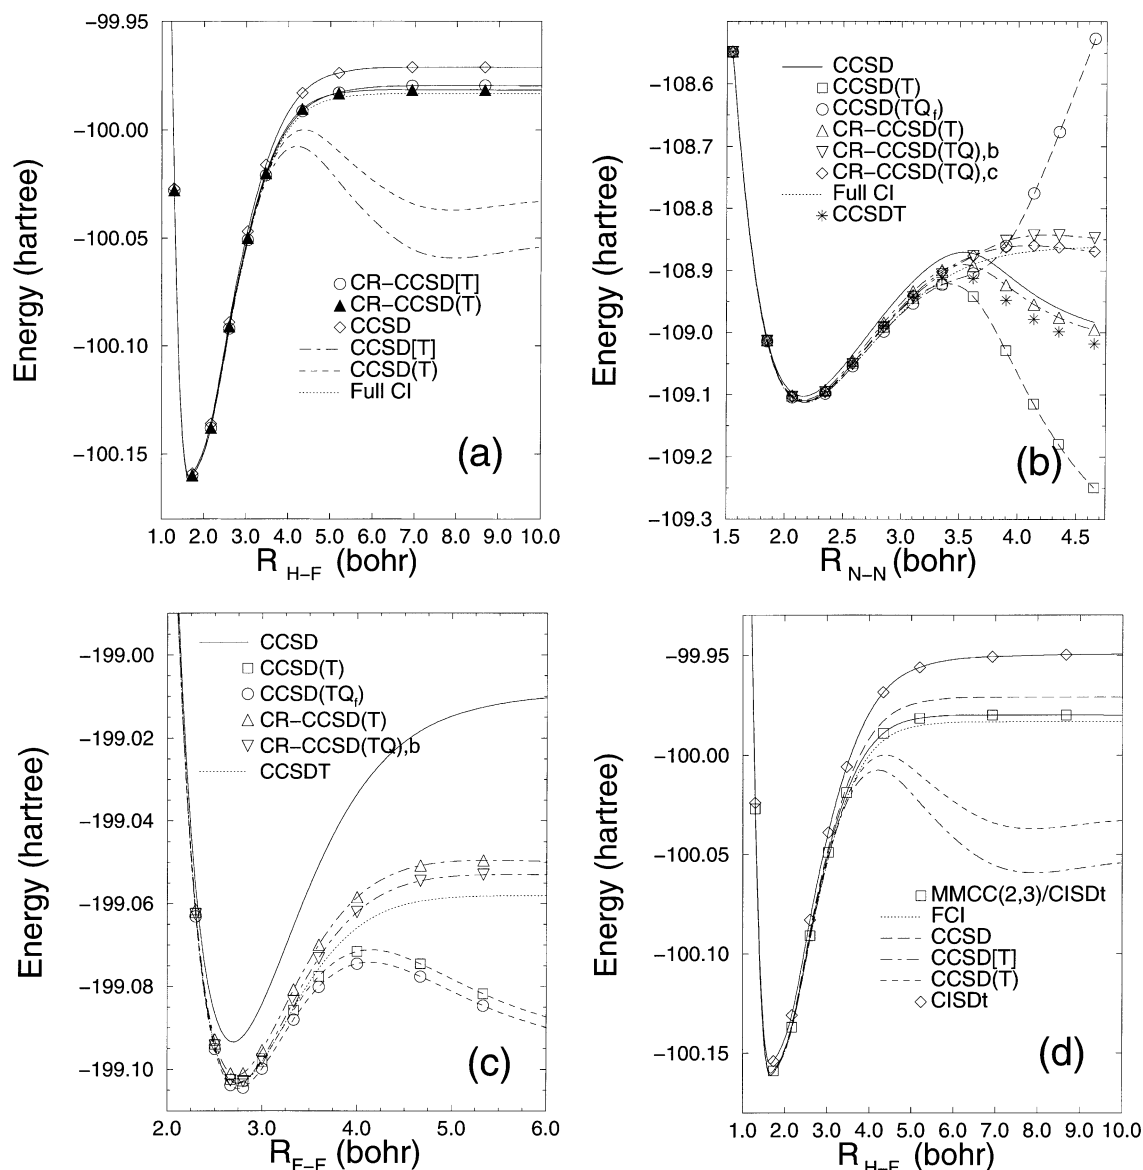 −99.95
−100.00
−100.05
−100.10
−100.15
Energy (hartree)
CR−CCSD[T]
CR−CCSD(T)
CCSD
CCSD[T]
CCSD(T)
Full CI
(a)
1.0 2.0 3.0 4.0 5.0 6.0 7.0 8.0 9.0 10.0
R H−F (bohr)
−108.6
−108.7
−108.8
−108.9
−109.0
−109.1
−109.2
−109.3
Energy (hartree)
CCSD
CCSD(T)
CCSD(TQf)
CR−CCSD(T)
CR−CCSD(TQ),b
CR−CCSD(TQ),c
Full CI
CCSDT
(b)
1.5 2.0 2.5 3.0 3.5 4.0 4.5
R N−N (bohr)
−199.00
−199.02
−199.04
−199.06
−199.08
−199.10
Energy (hartree)
CCSD
CCSD(T)
CCSD(TQf)
CR−CCSD(T)
CR−CCSD(TQ),b
CCSDT
(c)
2.0 3.0 4.0 5.0 6.0
R F−F (bohr)
−99.95
−100.00
−100.05
−100.10
−100.15
Energy (hartree)
MMCC(2,3)/CISDt
FCI
CCSD
CCSD[T]
CCSD(T)
CISDt
(d)
1.0 2.0 3.0 4.0 5.0 6.0 7.0 8.0 9.0 10.0
R H−F (bohr)